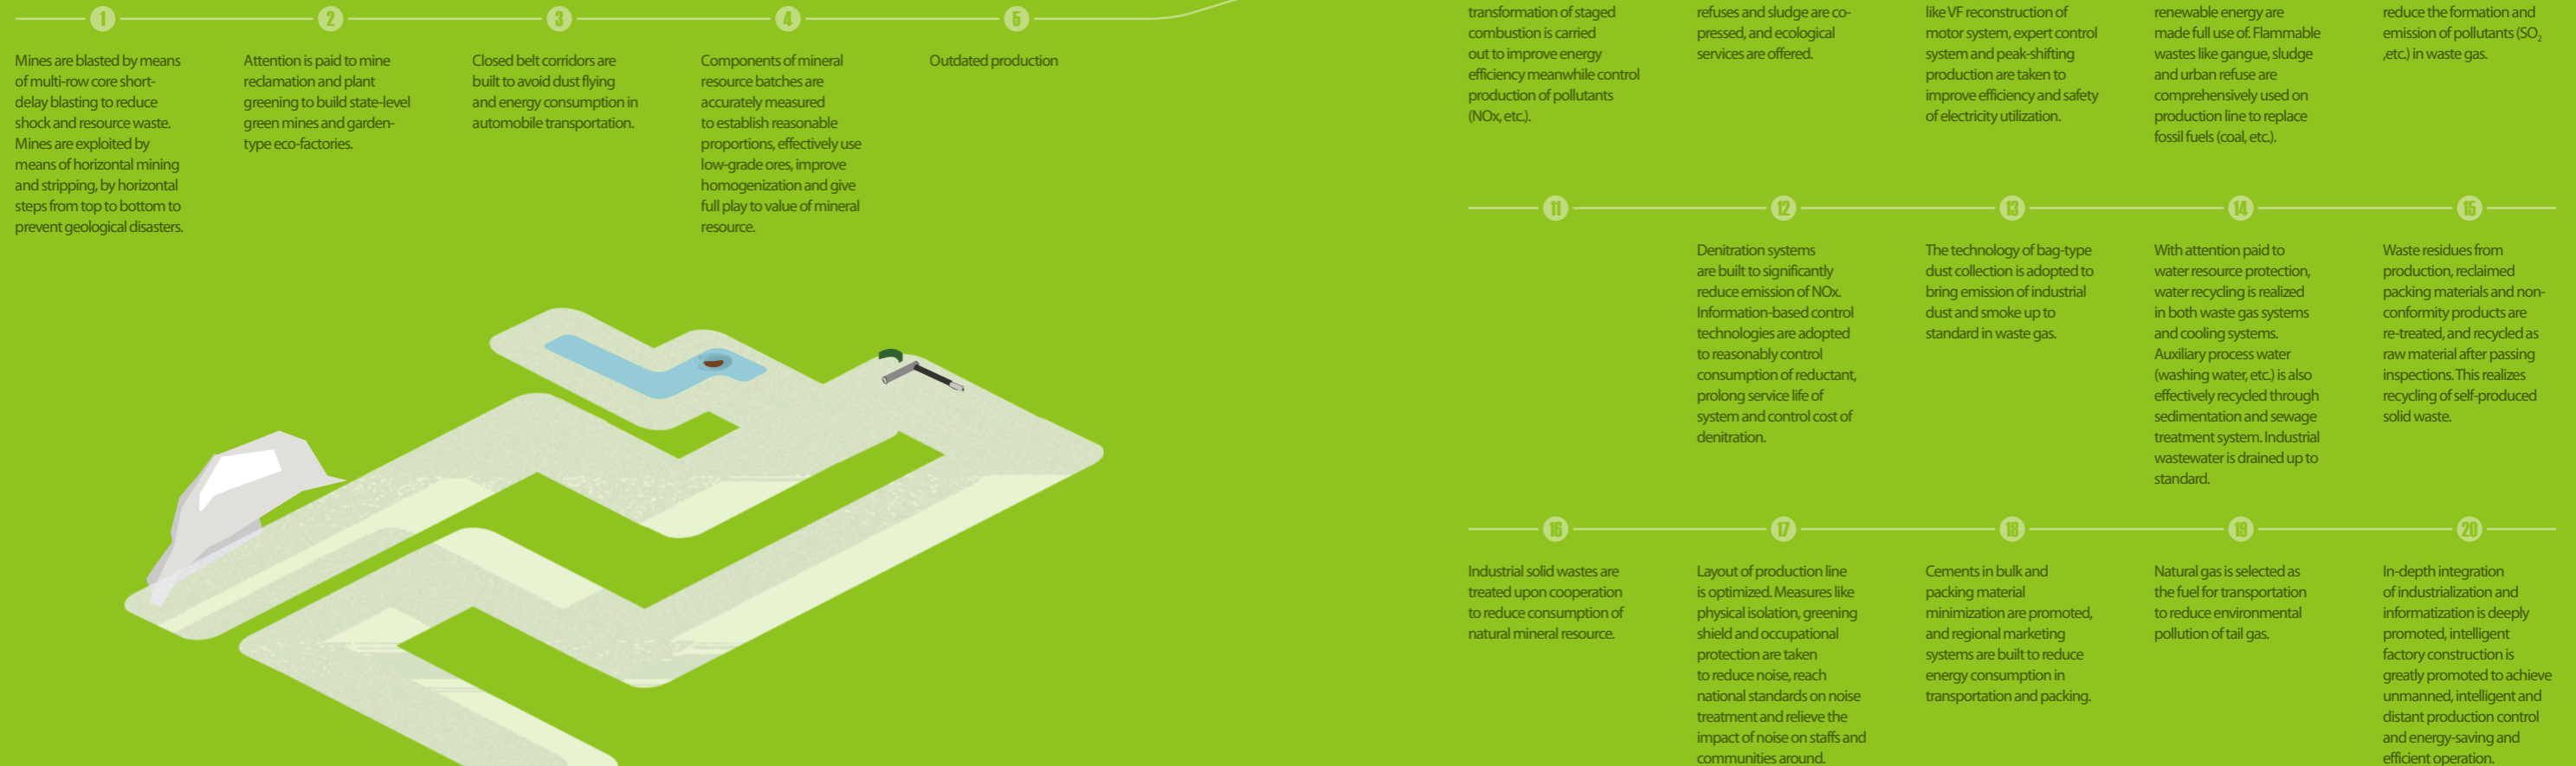 1
Mines are blasted by means
of multi-row core short-
delay blasting to reduce
shock and resource waste.
Mines are exploited by
means of horizontal mining
and stripping, by horizontal
steps from top to bottom to
prevent geological disasters.
2
Attention is paid to mine
reclamation and plant
greening to build state-level
green mines and garden-
type eco-factories.
3
Closed belt corridors are
built to avoid dust flying
and energy consumption in
automobile transportation.
4
Components of mineral
resource batches are
accurately measured
to establish reasonable
proportions, effectively use
low-grade ores, improve
homogenization and give
full play to value of mineral
resource.
5
Outdated production
transformation of staged
combustion is carried
out to improve energy
efficiency meanwhile control
production of pollutants
(NOx, etc.).
refuses and sludge are co-
pressed, and ecological
services are offered.
like VF reconstruction of
motor system, expert control
system and peak-shifting
production are taken to
improve efficiency and safety
of electricity utilization.
renewable energy are
made full use of. Flammable
wastes like gangue, sludge
and urban refuse are
comprehensively used on
production line to replace
fossil fuels (coal, etc.).
reduce the formation and
emission of pollutants (SO2
,etc.) in waste gas.
11
12
Denitration systems
are built to significantly
reduce emission of NOx.
Information-based control
technologies are adopted
to reasonably control
consumption of reductant,
prolong service life of
system and control cost of
denitration.
13
The technology of bag-type
dust collection is adopted to
bring emission of industrial
dust and smoke up to
standard in waste gas.
14
With attention paid to
water resource protection,
water recycling is realized
in both waste gas systems
and cooling systems.
Auxiliary process water
(washing water, etc.) is also
effectively recycled through
sedimentation and sewage
treatment system. Industrial
wastewater is drained up to
standard.
15
Waste residues from
production, reclaimed
packing materials and non-
conformity products are
re-treated, and recycled as
raw material after passing
inspections. This realizes
recycling of self-produced
solid waste.
16
Industrial solid wastes are
treated upon cooperation
to reduce consumption of
natural mineral resource.
17
Layout of production line
is optimized. Measures like
physical isolation, greening
shield and occupational
protection are taken
to reduce noise, reach
national standards on noise
treatment and relieve the
impact of noise on staffs and
communities around.
18
Cements in bulk and
packing material
minimization are promoted,
and regional marketing
systems are built to reduce
energy consumption in
transportation and packing.
19
Natural gas is selected as
the fuel for transportation
to reduce environmental
pollution of tail gas.
20
In-depth integration
of industrialization and
informatization is deeply
promoted, intelligent
factory construction is
greatly promoted to achieve
unmanned, intelligent and
distant production control
and energy-saving and
efficient operation.